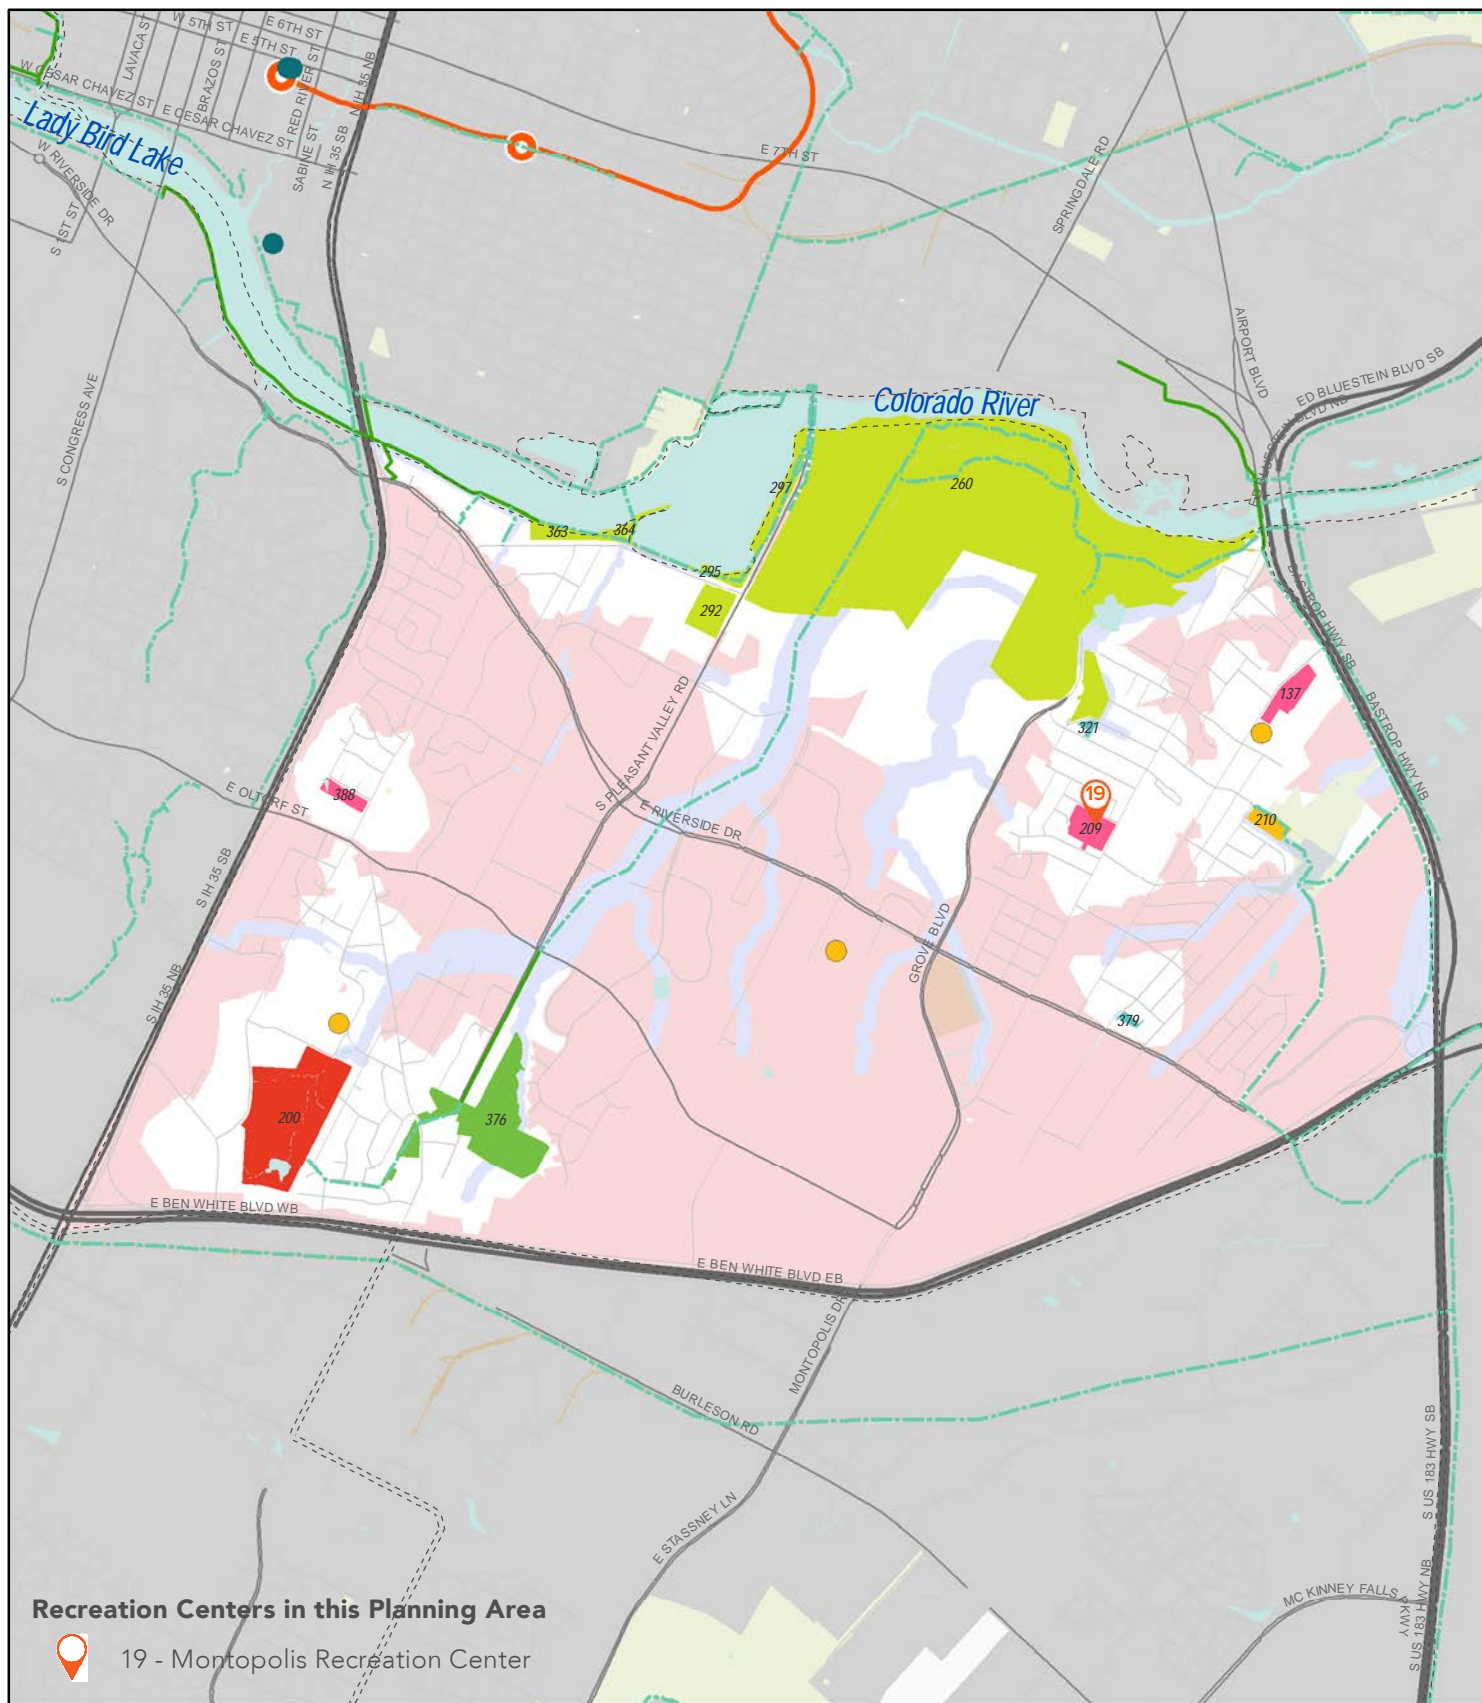 W 5TH ST
E 6TH ST
E 5TH ST
LAVACA ST
BRAZOS ST
RED RIVER ST
SABINE ST
N IH 35 NB
N IH 35 SB
W CESAR CHAVEZ ST
E CESAR CHAVEZ ST
Lady Bird Lake
W RIVERSIDE DR
S 1ST ST
E 7TH ST
SPRINGDALE RD
AIRPORT BLVD
ED BLUESTEIN BLVD SB
ED BLUESTEIN BLVD NB
S CONGRESS AVE
Colorado River
297
260
363
364
295
292
BASTROP HWY SB
BASTROP HWY NB
137
321
S PLEASANT VALLEY RD
388
E OLTORF ST
E RIVERSIDE DR
19
209
210
S IH 35 SB
GROVE BLVD
S IH 35 NB
379
200
376
E BEN WHITE BLVD WB
E BEN WHITE BLVD EB
MONTOPOLIS DR
BURLESON RD
E STASSNEY LN
S US 183 HWY SB
S US 183 HWY NB
MC KINNEY FALLS PKWY
Recreation Centers in this Planning Area
19 - Montopolis Recreation Center